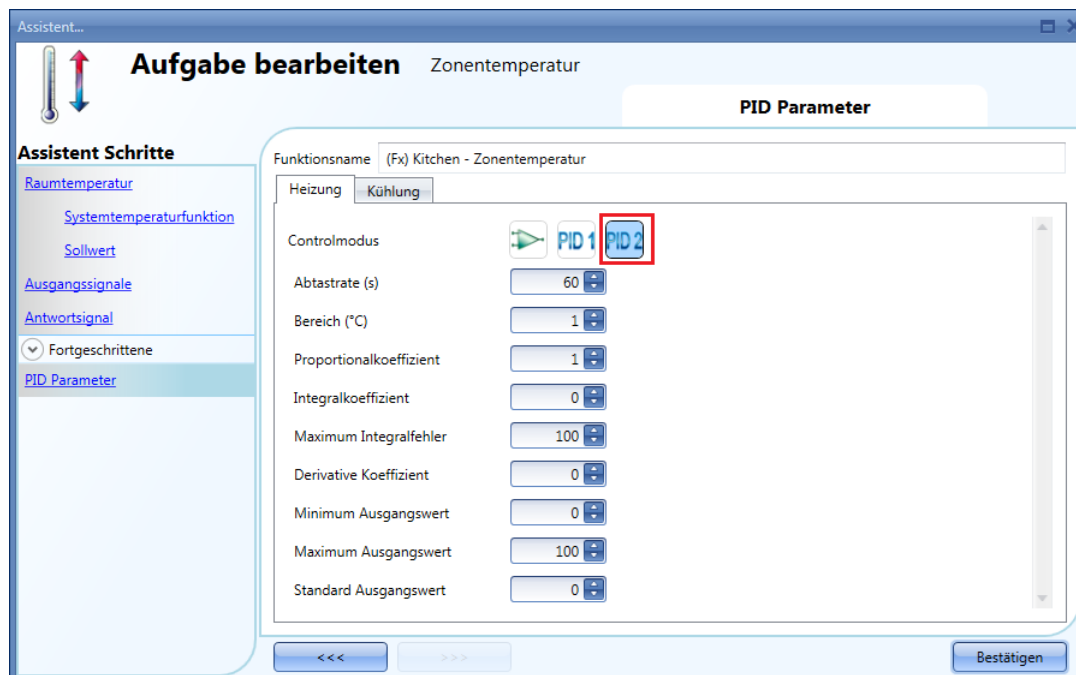 Assistent...
Aufgabe bearbeiten Zonentemperatur
PID Parameter
Assistent Schritte
Raumtemperatur
Systemtemperaturfunktion
Sollwert
Ausgangssignale
Antwortsignal
Fortgeschrittene
PID Parameter
Funktionsname (Fx) Kitchen - Zonentemperatur
Heizung Kühlung
Controlmodus PID 1 PID 2
Abtastrate (s) 60
Bereich (°C) 1
Proportionalkoeffizient 1
Integralkoeffizient 0
Maximum Integralfehler 100
Derivative Koeffizient 0
Minimum Ausgangswert 0
Maximum Ausgangswert 100
Standard Ausgangswert 0
<<< >>> Bestätigen